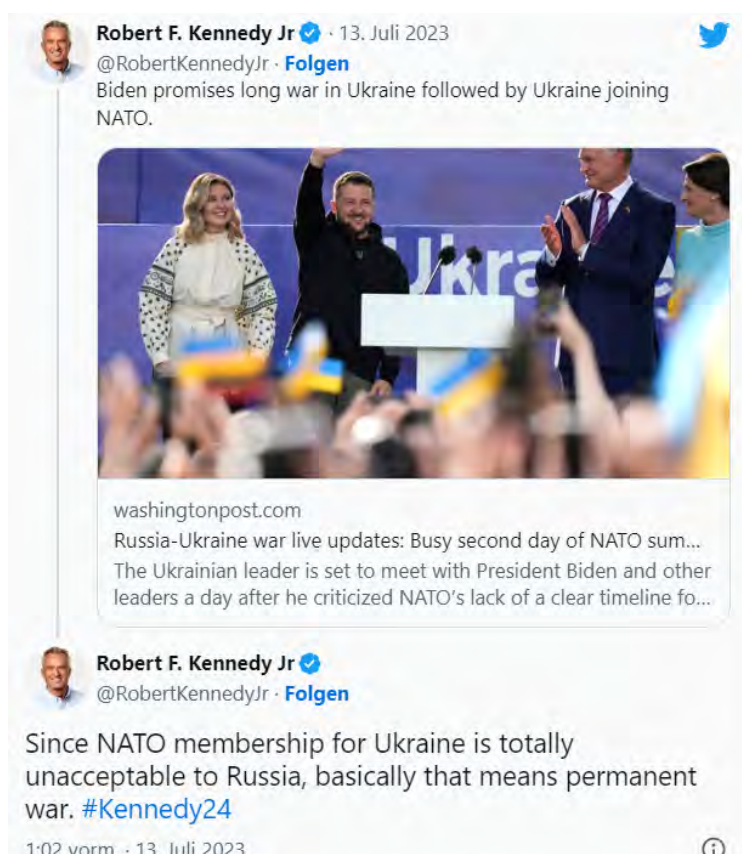 Robert F. Kennedy Jr · 13. Juli 2023
@RobertKennedyJr · Folgen
Biden promises long war in Ukraine followed by Ukraine joining
NATO.
Ukraine
washingtonpost.com
Russia-Ukraine war live updates: Busy second day of NATO sum...
The Ukrainian leader is set to meet with President Biden and other
leaders a day after he criticized NATO's lack of a clear timeline fo...
Robert F. Kennedy Jr
@RobertKennedyJr · Folgen
Since NATO membership for Ukraine is totally
unacceptable to Russia, basically that means permanent
war. #Kennedy24
1:02 vorm. · 13. Juli 2023